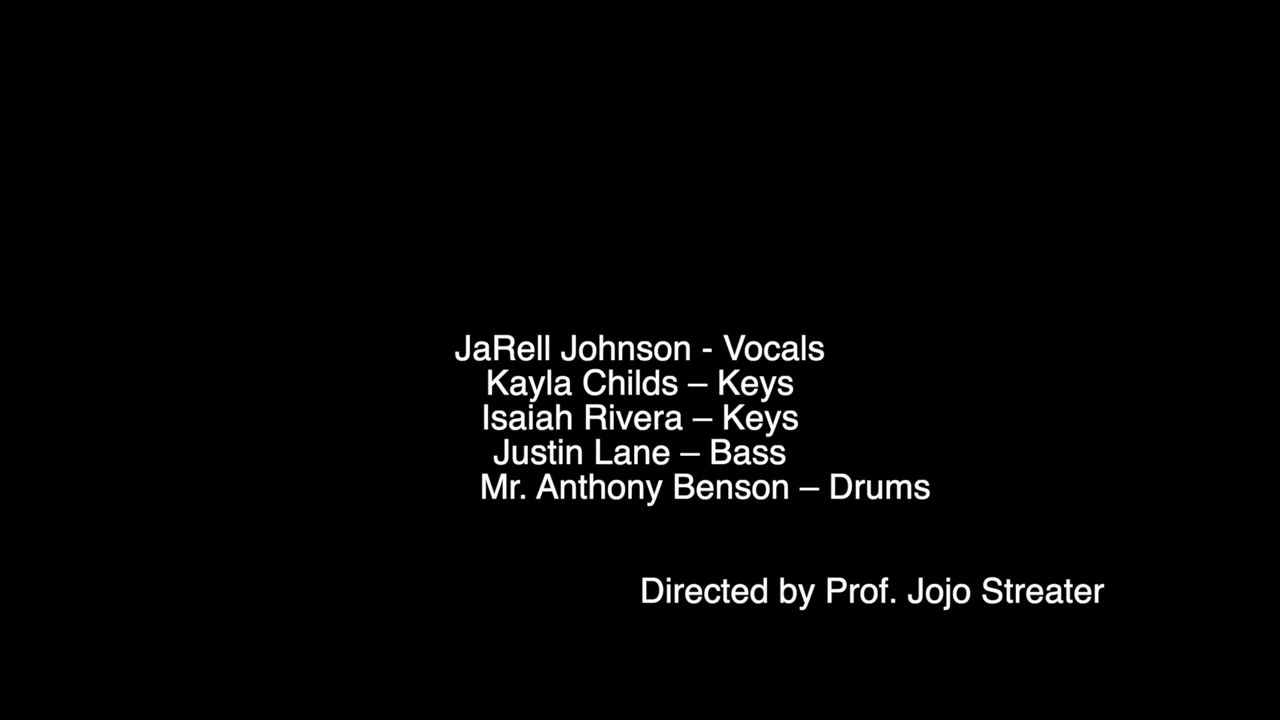 JaRell Johnson - Vocals
Kayla Childs – Keys
Isaiah Rivera – Keys
Justin Lane – Bass
Mr. Anthony Benson – Drums
Directed by Prof. Jojo Streater